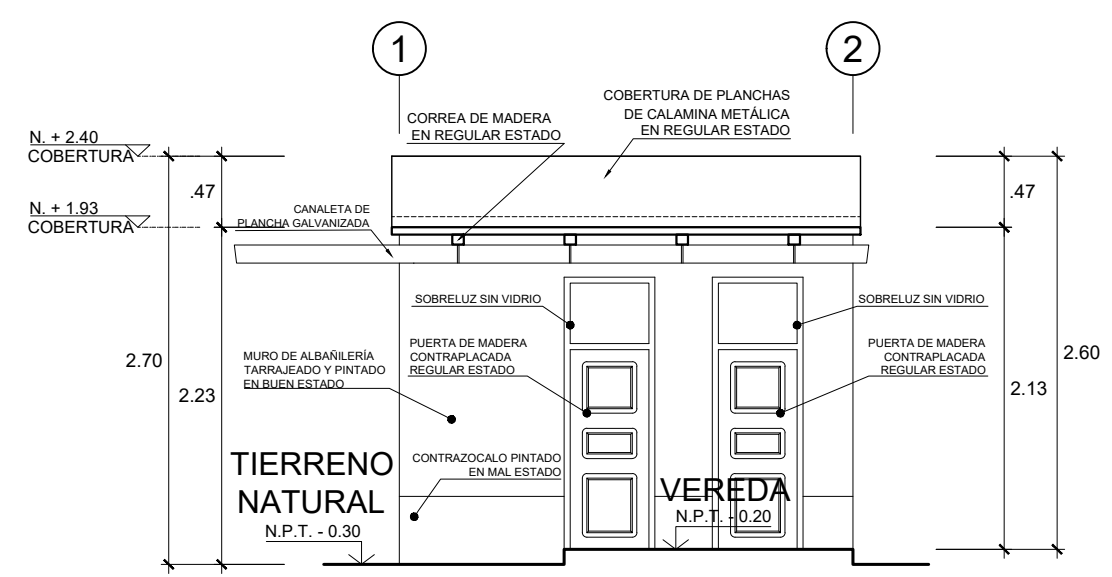 1
2
COBERTURA DE PLANCHAS
DE CALAMINA METÁLICA
EN REGULAR ESTADO
CORREA DE MADERA
EN REGULAR ESTADO
N. + 2.40
COBERTURA
.47
.47
N. + 1.93
COBERTURA
CANALETA DE
PLANCHA GALVANIZADA
SOBRELUZ SIN VIDRIO
SOBRELUZ SIN VIDRIO
PUERTA DE MADERA
CONTRAPLACADA
REGULAR ESTADO
PUERTA DE MADERA
CONTRAPLACADA
REGULAR ESTADO
MURO DE ALBAÑILERÍA
TARRAJEADO Y PINTADO
EN BUEN ESTADO
2.70
2.23
2.13
2.60
CONTRAZOCALO PINTADO
EN MAL ESTADO
TIERRENO
NATURAL
N.P.T. - 0.30
VEREDA
N.P.T. - 0.20